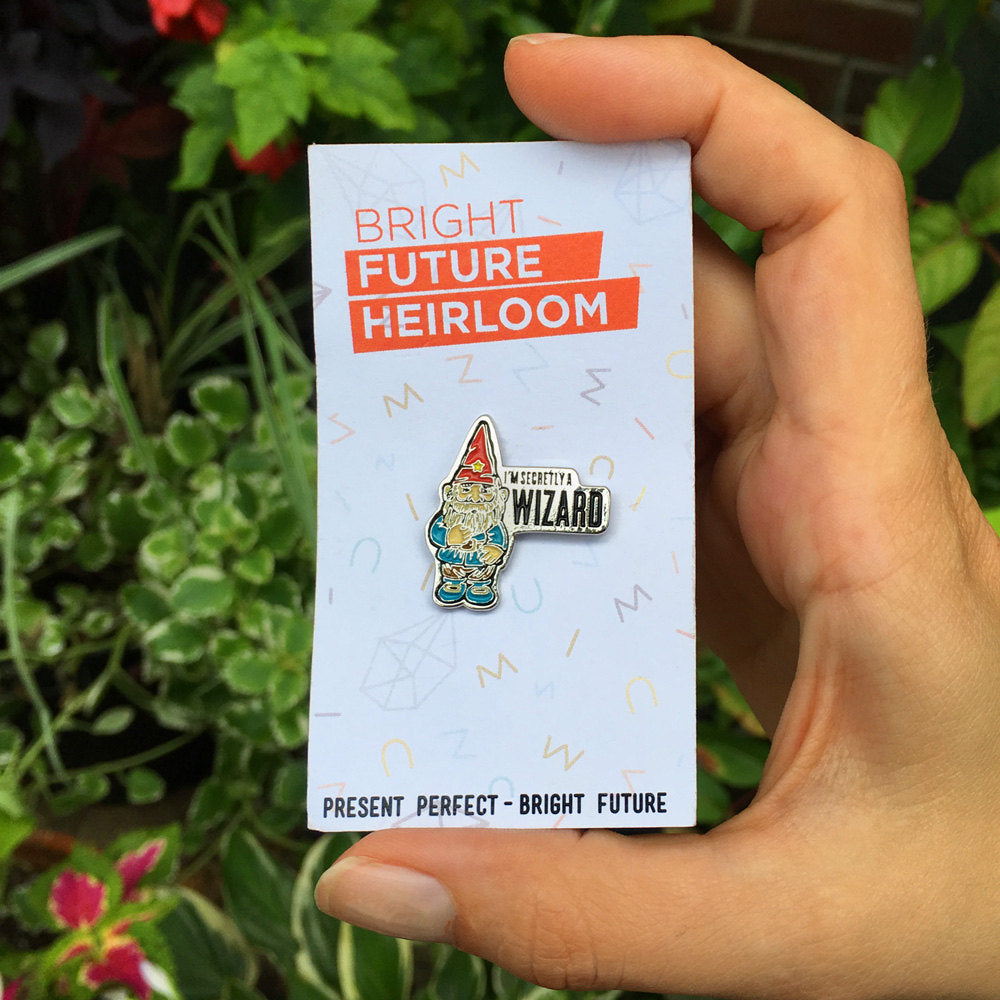 BRIGHT
FUTURE
HEIRLOOM
I'M SECRETLY A
WIZARD
PRESENT PERFECT - BRIGHT FUTURE